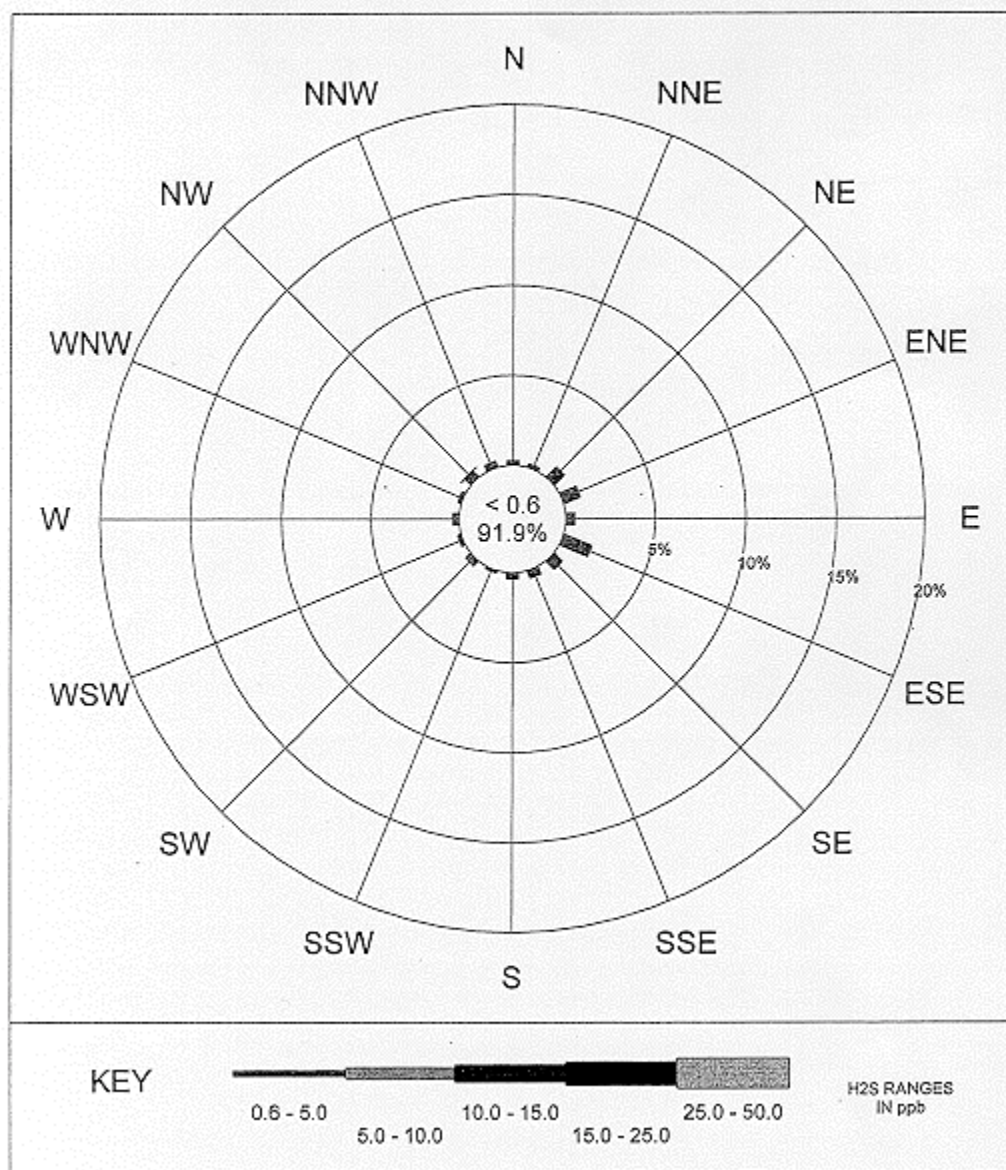 N
NNW
NNE
NW
NE
WNW
ENE
< 0.6
91.9%
W
E
5%
10%
15%
20%
WSW
ESE
SW
SE
SSW
SSE
S
KEY
H2S RANGES
IN ppb
0.6 - 5.0
10.0 - 15.0
25.0 - 50.0
5.0 - 10.0
15.0 - 25.0